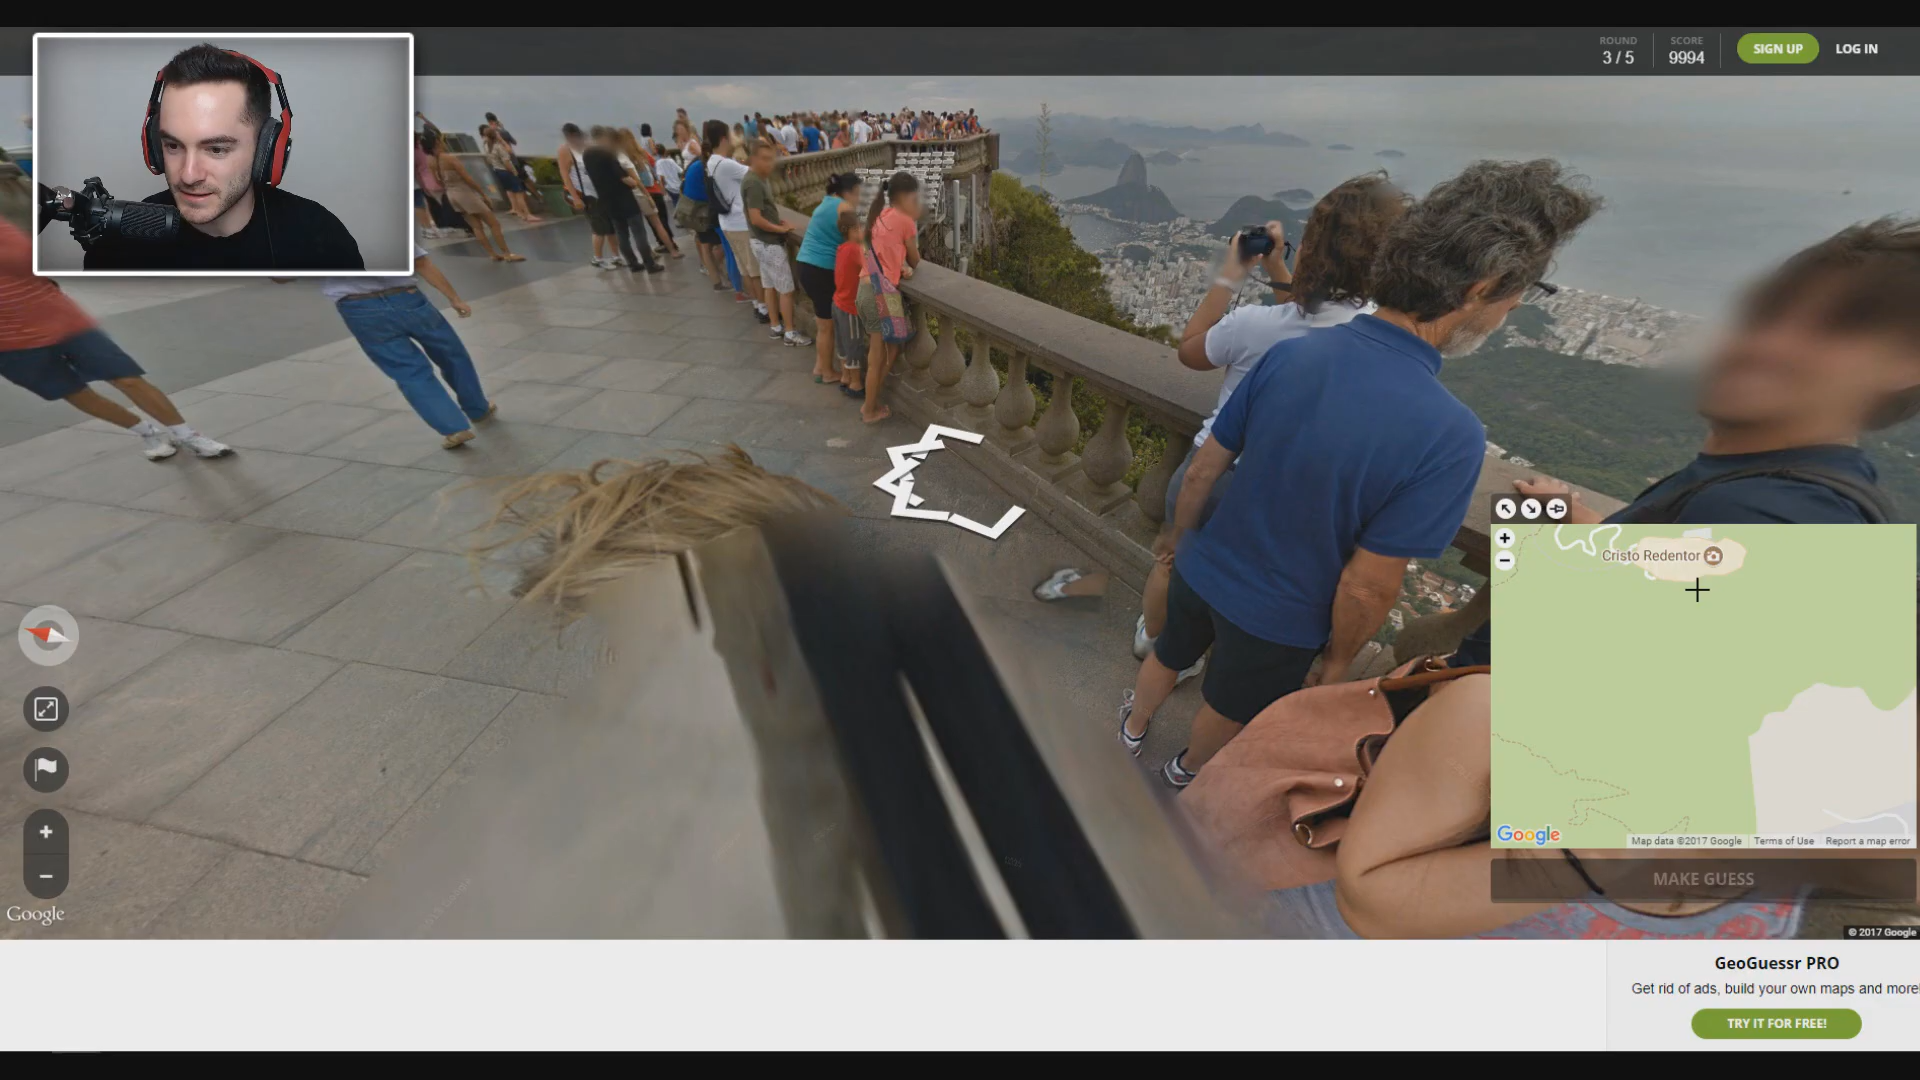 ROUND
3 / 5
SCORE
9994
SIGN UP
LOG IN
Cristo Redentor
Google
Map data ©2017 Google
Terms of Use
Report a map error
MAKE GUESS
Google
© 2017 Google
GeoGuessr PRO
Get rid of ads, build your own maps and more!
TRY IT FOR FREE!